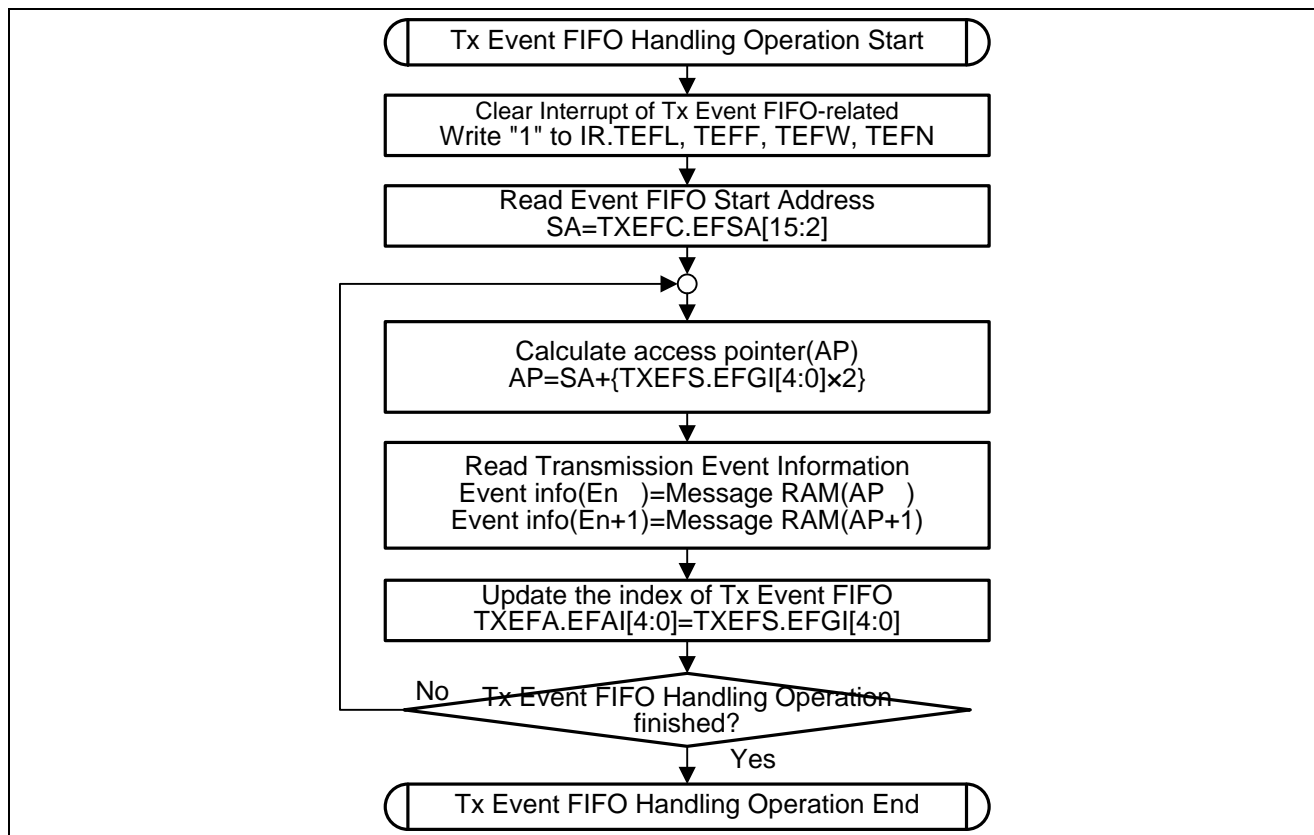 Tx Event FIFO Handling Operation Start
Clear Interrupt of Tx Event FIFO-related
Write "1" to IR.TEFL, TEFF, TEFW, TEFN
Read Event FIFO Start Address
SA=TXEFC.EFSA[15:2]
Calculate access pointer(AP)
AP=SA+{TXEFS.EFGI[4:0]×2}
Read Transmission Event Information
Event info(En   )=Message RAM(AP   )
Event info(En+1)=Message RAM(AP+1)
Update the index of Tx Event FIFO
TXEFA.EFAI[4:0]=TXEFS.EFGI[4:0]
No
Tx Event FIFO Handling Operation
finished?
Yes
Tx Event FIFO Handling Operation End